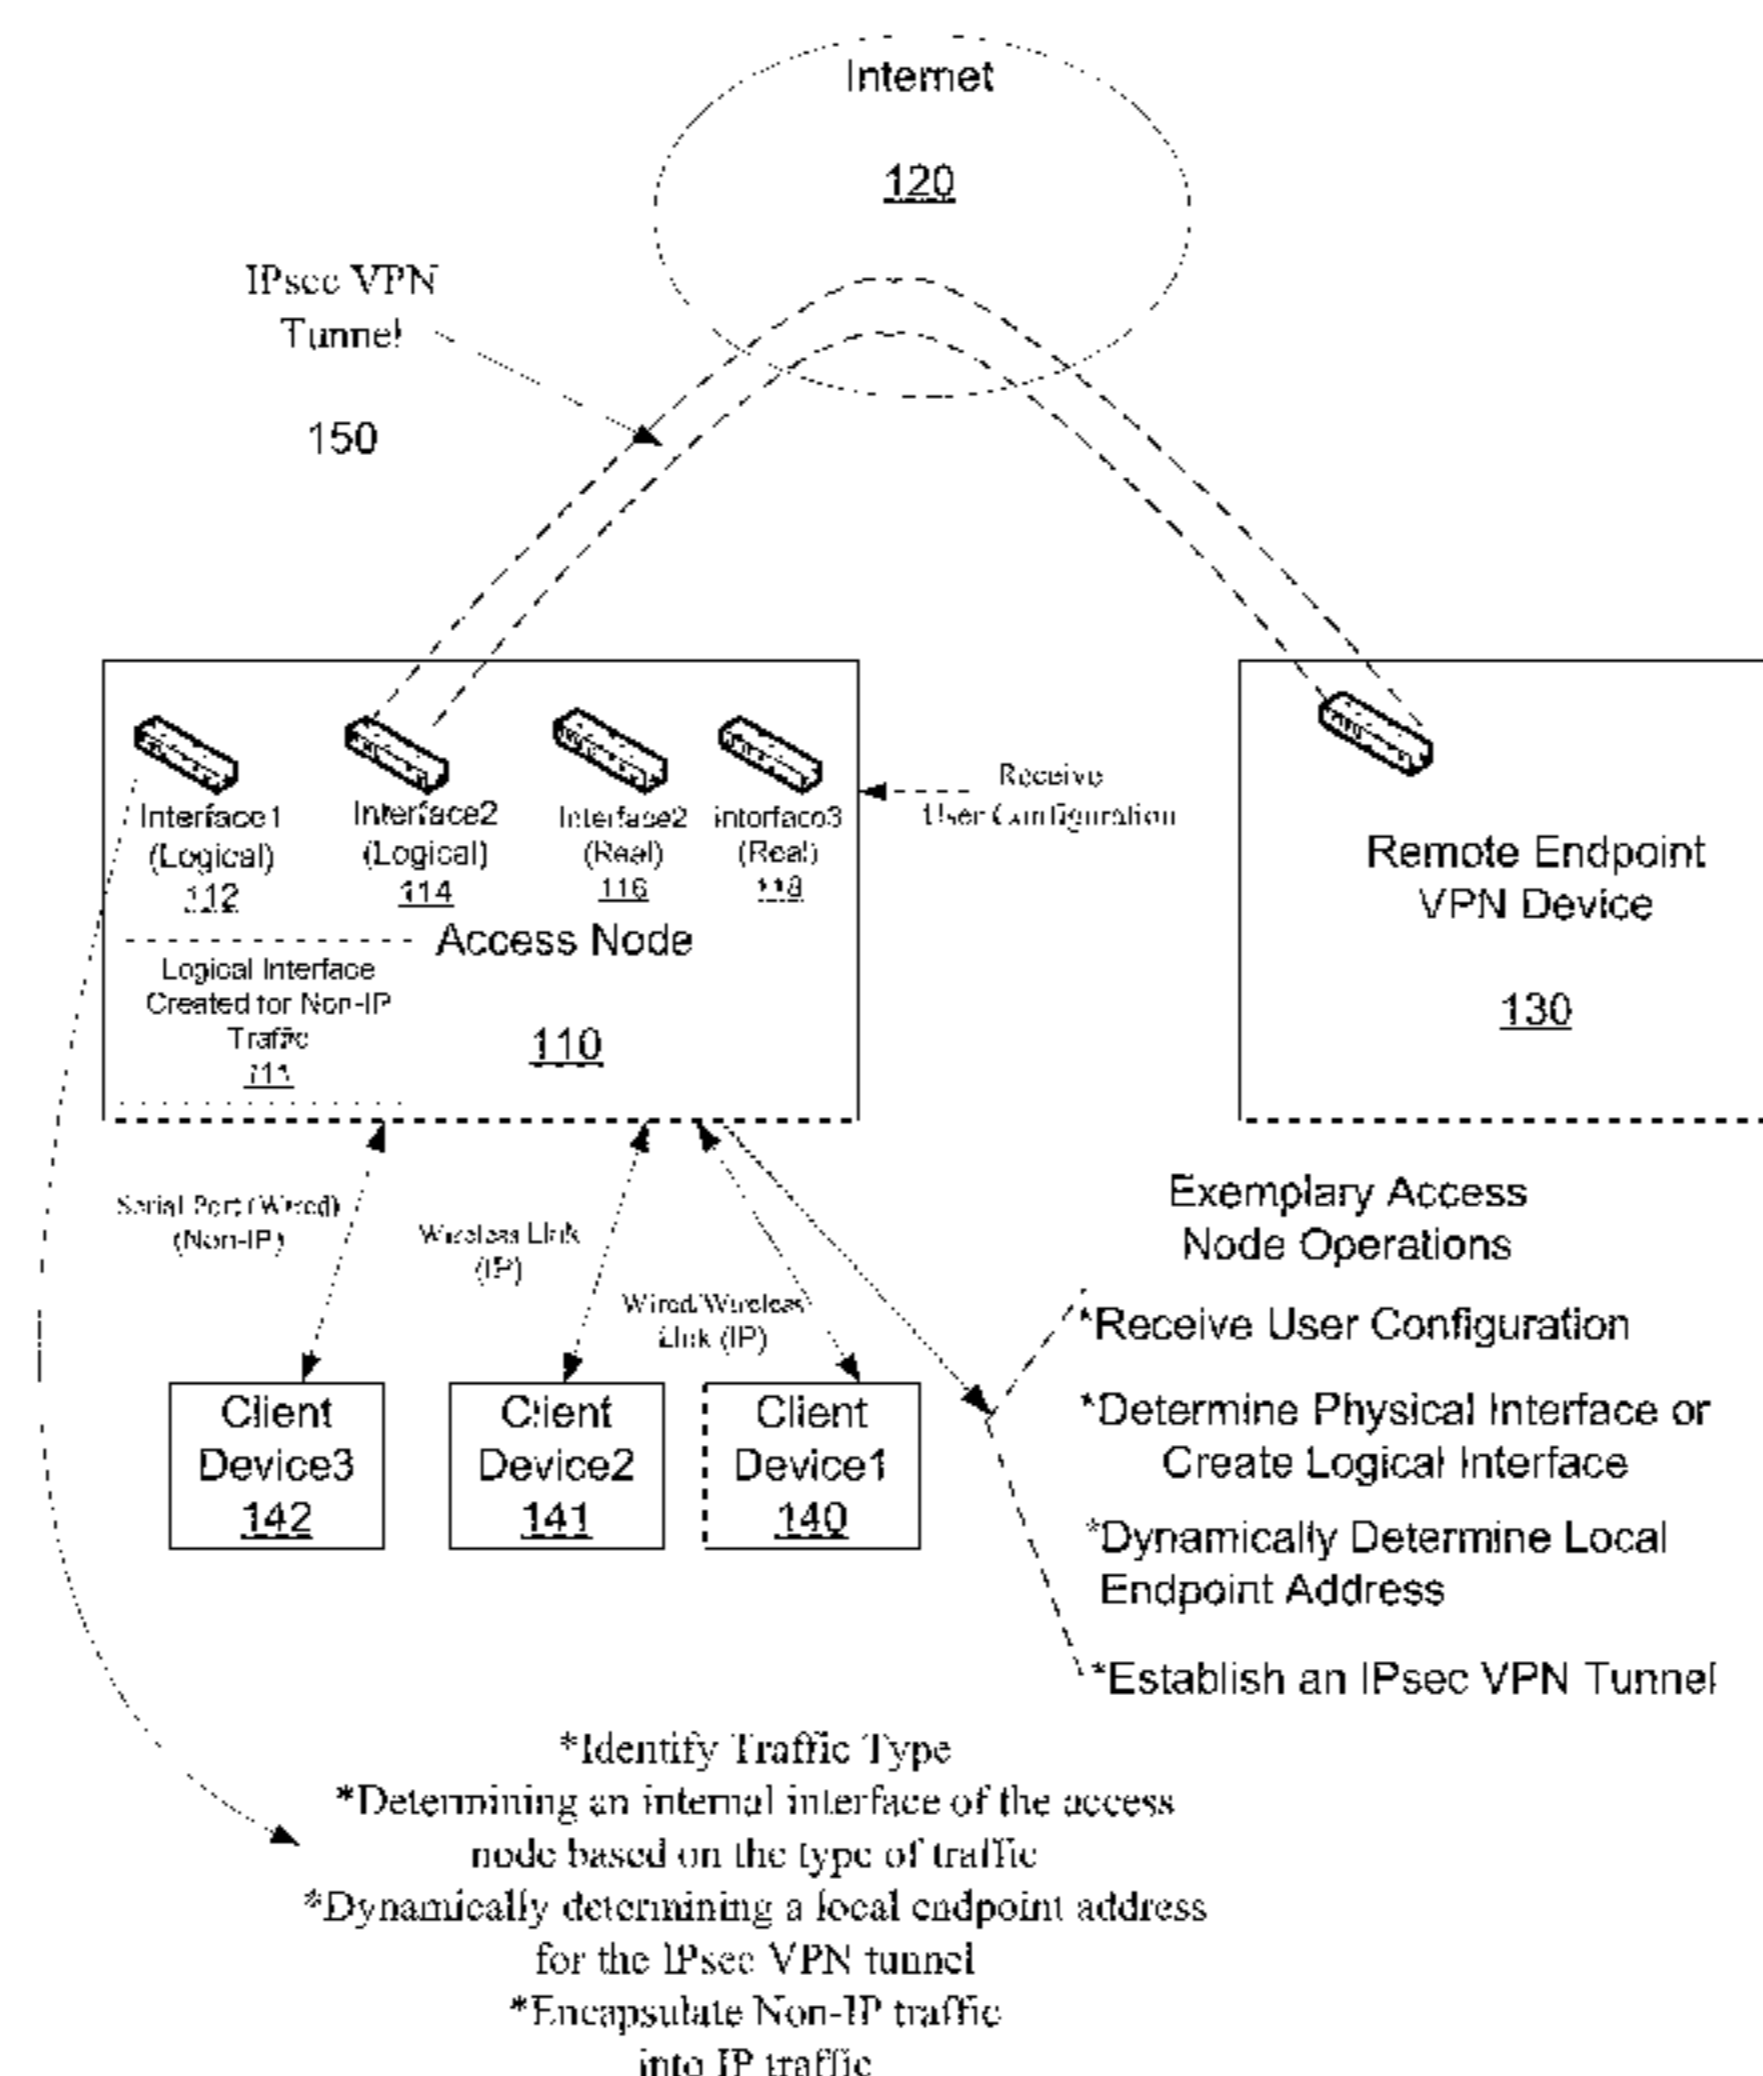 Internet
120
IPsec VPN
Tunnel
150
Interface1
(Logical)
112
Interface2
(Logical)
114
Interface2
(Real)
116
interface3
(Real)
118
Receive
User Configuration
Access Node
110
Logical Interface
Created for Non-IP
Traffic
111
Remote Endpoint
VPN Device
130
Serial Port (Wired)
(Non-IP)
Wireless Link
(IP)
Wired/Wireless
Link (IP)
Client
Device3
142
Client
Device2
141
Client
Device1
140
Exemplary Access
Node Operations
*Receive User Configuration
*Determine Physical Interface or
Create Logical Interface
*Dynamically Determine Local
Endpoint Address
*Establish an IPsec VPN Tunnel
*Identify Traffic Type
*Determining an internal interface of the access
node based on the type of traffic
*Dynamically determining a local endpoint address
for the IPsec VPN tunnel
*Encapsulate Non-IP traffic
into IP traffic